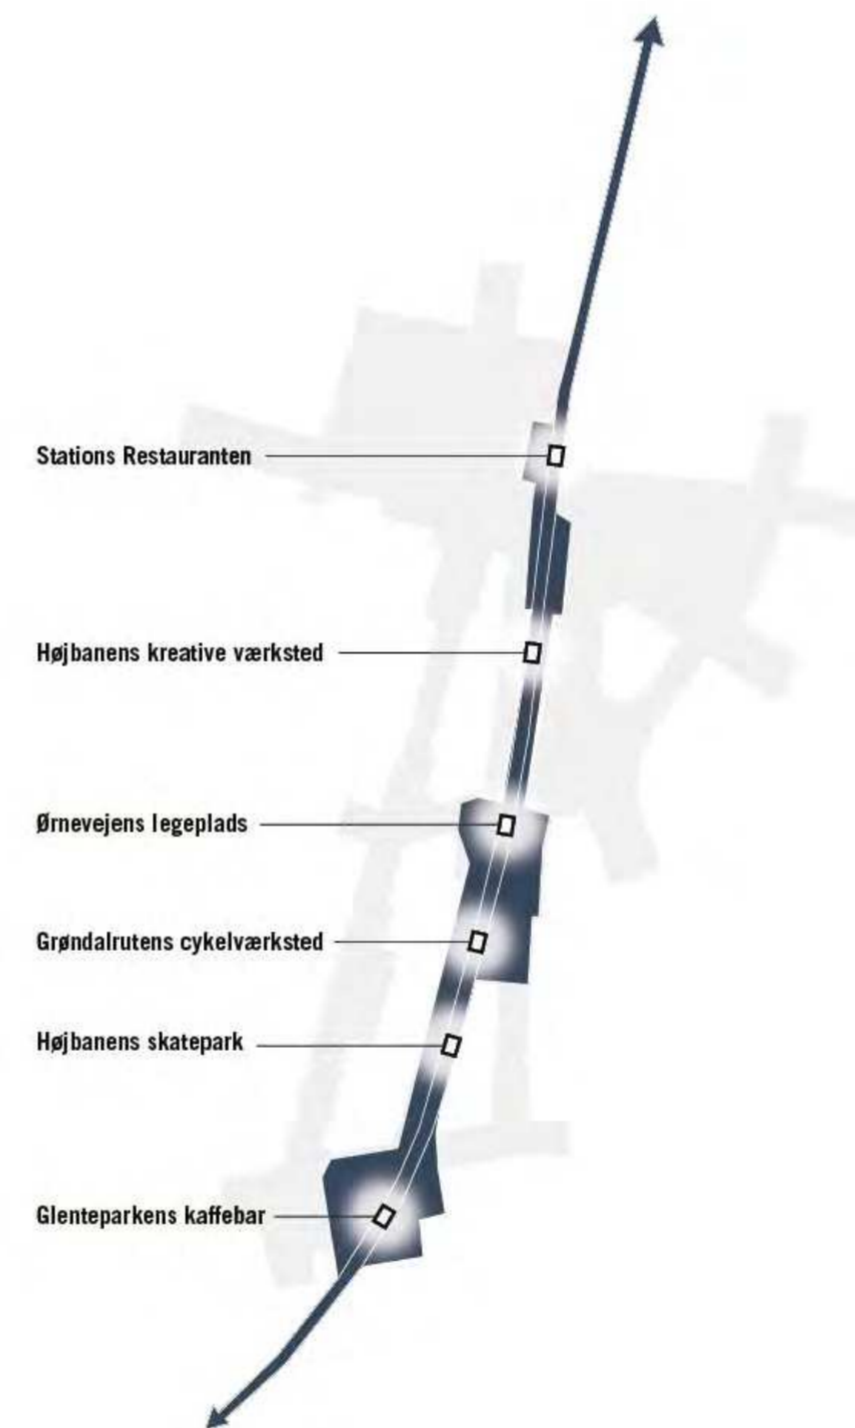 Stations Restauranten
Højbanens kreative værksted
Ørnevejens legeplads
Grøndalrutens cykelværksted
Højbanens skatepark
Glenteparkens kaffebar